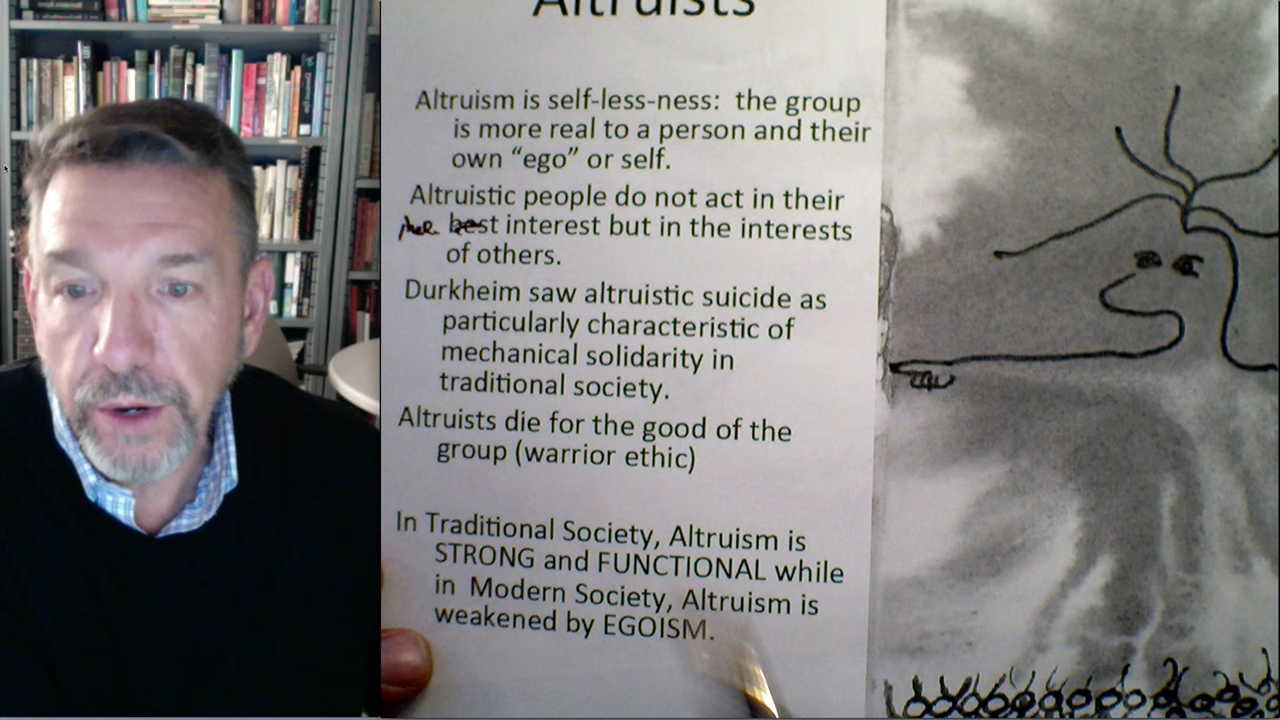 Altruists
Altruism is self-less-ness: the group
is more real to a person and their
own “ego” or self.
Altruistic people do not act in their
best interest but in the interests
of others.
Durkheim saw altruistic suicide as
particularly characteristic of
mechanical solidarity in
traditional society.
Altruists die for the good of the
group (warrior ethic)
In Traditional Society, Altruism is
STRONG and FUNCTIONAL while
in Modern Society, Altruism is
weakened by EGOISM.